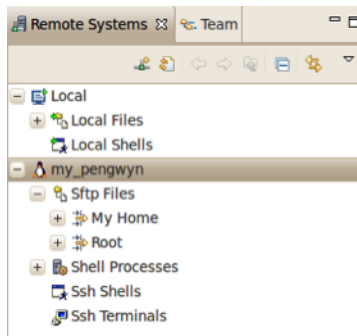 Remote Systems Team
Local
Local Files
Local Shells
my_pengwyn
Sftp Files
My Home
Root
Shell Processes
Ssh Shells
Ssh Terminals